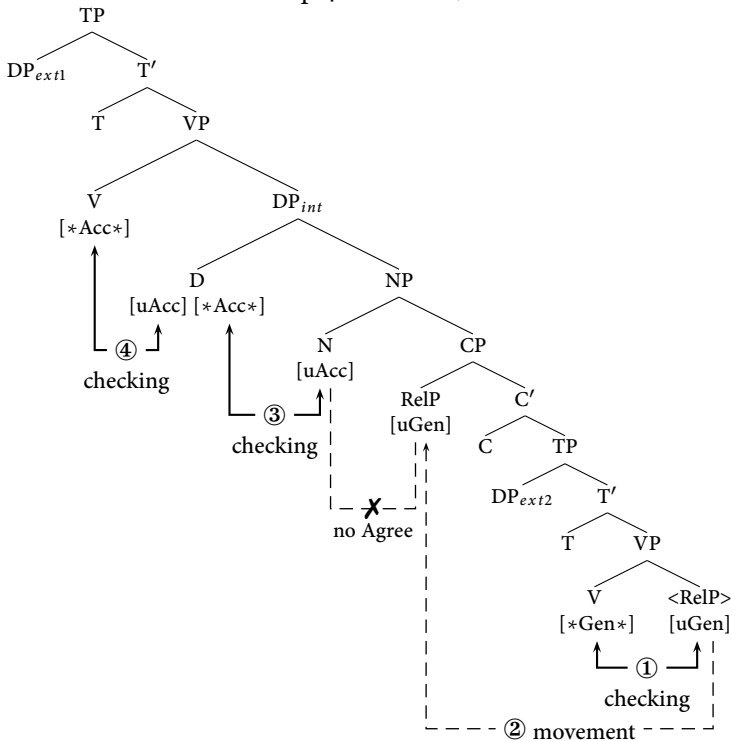 TP
DPext1 T′
T VP
V DPint
[∗Acc∗]
D NP
[uAcc] [∗Acc∗]
N CP
[uAcc]
④
checking
RelP C′
[uGen]
③
checking
C TP
DPext2 T′
✗
no Agree
T VP
V <RelP>
[∗Gen∗] [uGen]
①
checking
② movement